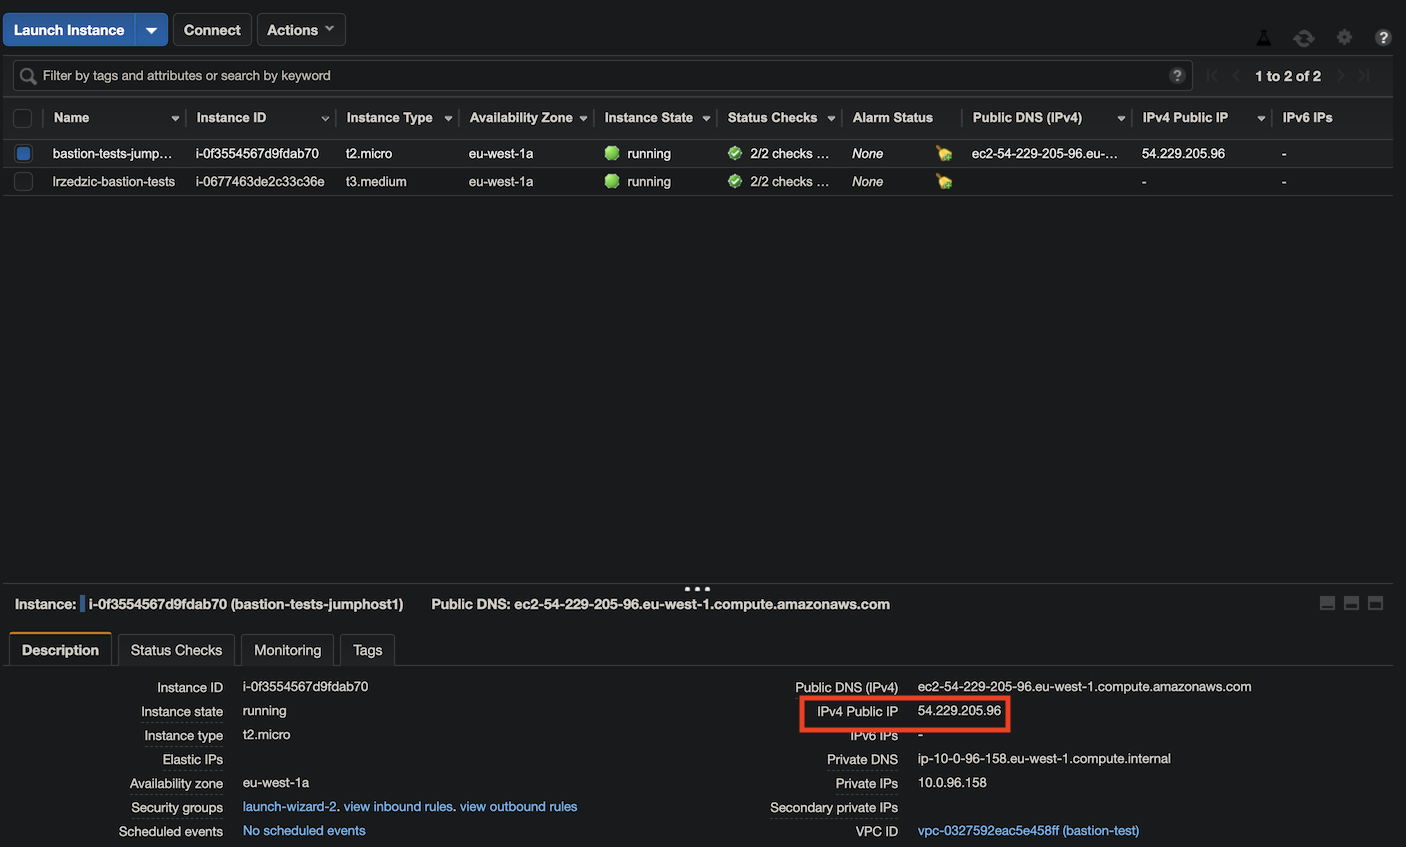 Launch Instance Connect Actions
Filter by tags and attributes or search by keyword ? 1 to 2 of 2 ?
Name Instance ID Instance Type Availability Zone Instance State Status Checks Alarm Status Public DNS (IPv4) IPv4 Public IP IPv6 IPs
bastion-tests-jump… i-0f3554567d9fdab70 t2.micro eu-west-1a running 2/2 checks … None ec2-54-229-205-96.eu-… 54.229.205.96 -
lrzedzic-bastion-tests i-0677463de2c33c36e t3.medium eu-west-1a running 2/2 checks … None - -
Instance: i-0f3554567d9fdab70 (bastion-tests-jumphost1) Public DNS: ec2-54-229-205-96.eu-west-1.compute.amazonaws.com
Description Status Checks Monitoring Tags
Instance ID i-0f3554567d9fdab70 Public DNS (IPv4) ec2-54-229-205-96.eu-west-1.compute.amazonaws.com
Instance state running IPv4 Public IP 54.229.205.96
Instance type t2.micro IPv6 IPs -
Elastic IPs Private DNS ip-10-0-96-158.eu-west-1.compute.internal
Availability zone eu-west-1a Private IPs 10.0.96.158
Security groups launch-wizard-2. view inbound rules. view outbound rules Secondary private IPs
Scheduled events No scheduled events VPC ID vpc-0327592eac5e458ff (bastion-test)